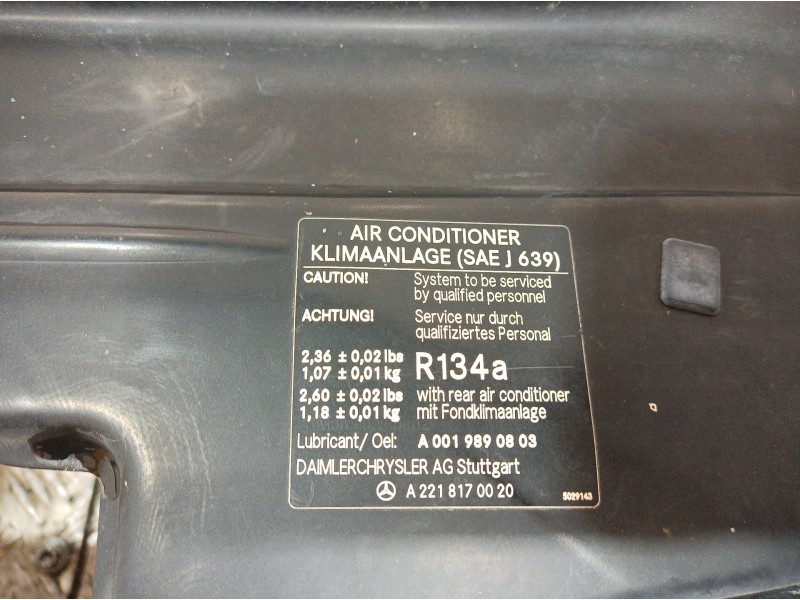 AIR CONDITIONER
KLIMAANLAGE (SAE J 639)
CAUTION! System to be serviced
by qualified personnel
ACHTUNG! Service nur durch
qualifiziertes Personal
2,36 ± 0,02 lbs R134a
1,07 ± 0,01 kg
2,60 ± 0,02 lbs with rear air conditioner
1,18 ± 0,01 kg mit Fondklimaanlage
Lubricant/ Oel: A 001 989 08 03
DAIMLERCHRYSLER AG Stuttgart
A 221 817 00 20 5029143